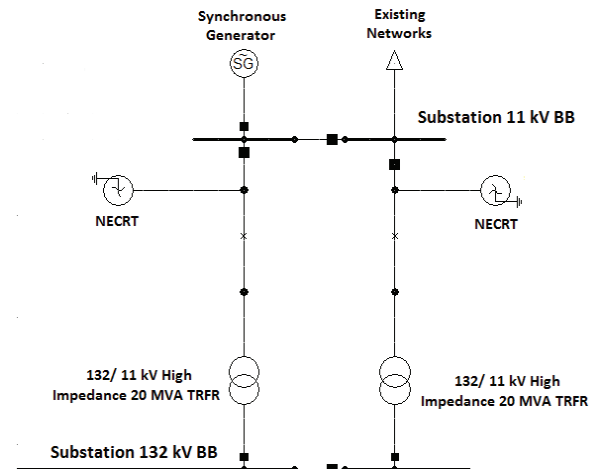 Synchronous
Generator
Existing
Networks
SG
Substation 11 kV BB
NECRT
NECRT
132/ 11 kV High
Impedance 20 MVA TRFR
132/ 11 kV High
Impedance 20 MVA TRFR
Substation 132 kV BB